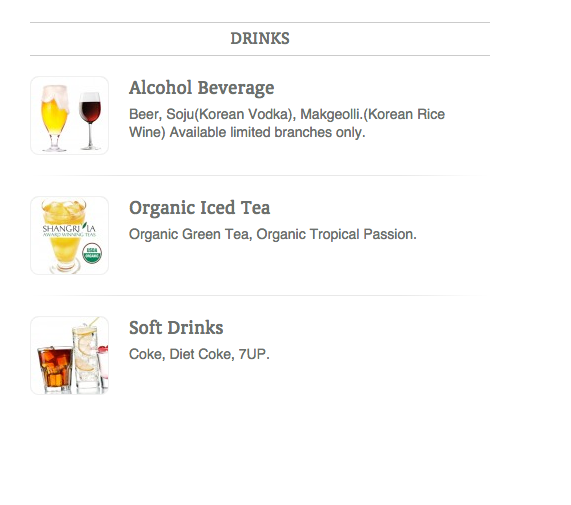 DRINKS
Alcohol Beverage
Beer, Soju(Korean Vodka), Makgeolli.(Korean Rice
Wine) Available limited branches only.
Organic Iced Tea
SHANGRI LA
AWARD WINNING TEAS
USDA
ORGANIC
Organic Green Tea, Organic Tropical Passion.
Soft Drinks
Coke, Diet Coke, 7UP.